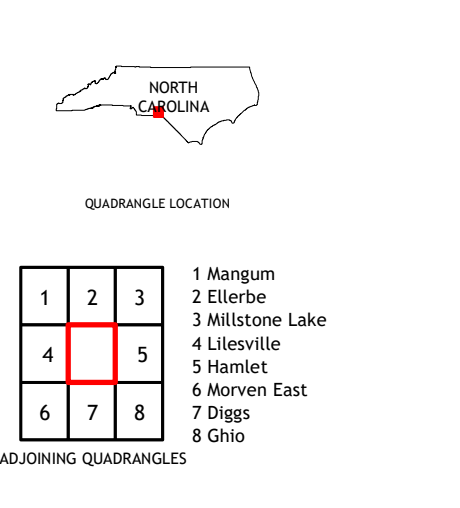 NORTH
CAROLINA
QUADRANGLE LOCATION
1 2 3
4 5
6 7 8
1 Mangum
2 Ellerbe
3 Millstone Lake
4 Lilesville
5 Hamlet
6 Morven East
7 Diggs
8 Ghio
ADJOINING QUADRANGLES